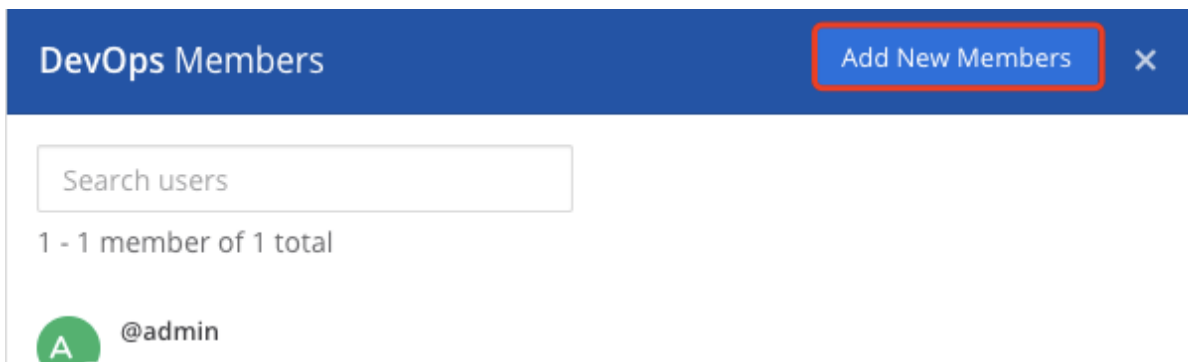 DevOps Members
Add New Members ×
Search users
1 - 1 member of 1 total
@admin
A